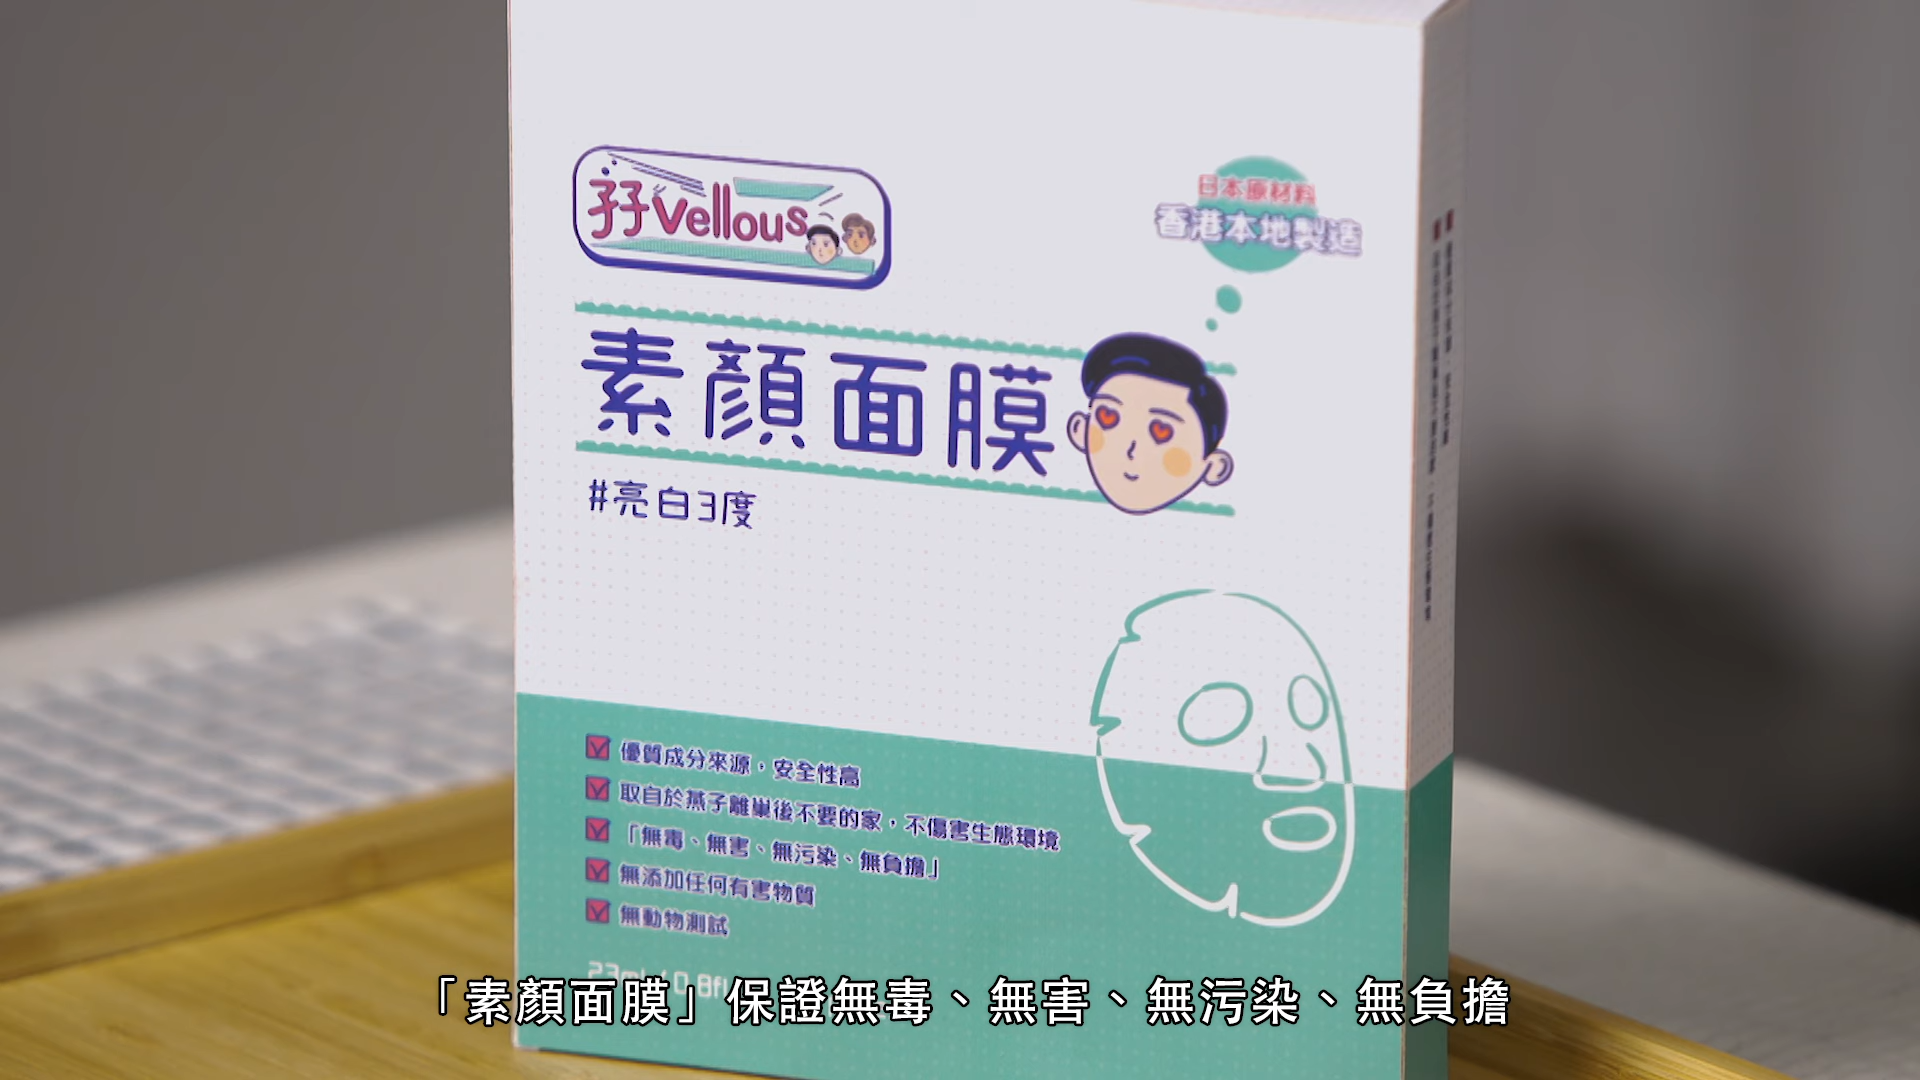 孖Vellous
日本原材料
香港本地製造
素顏面膜
#亮白3度
優質成分來源，安全性高
取自於燕子離巢後不要的家，不傷害生態環境
「無毒、無害、無污染、無負擔」
無添加任何有害物質
無動物測試
「素顏面膜」保證無毒、無害、無污染、無負擔